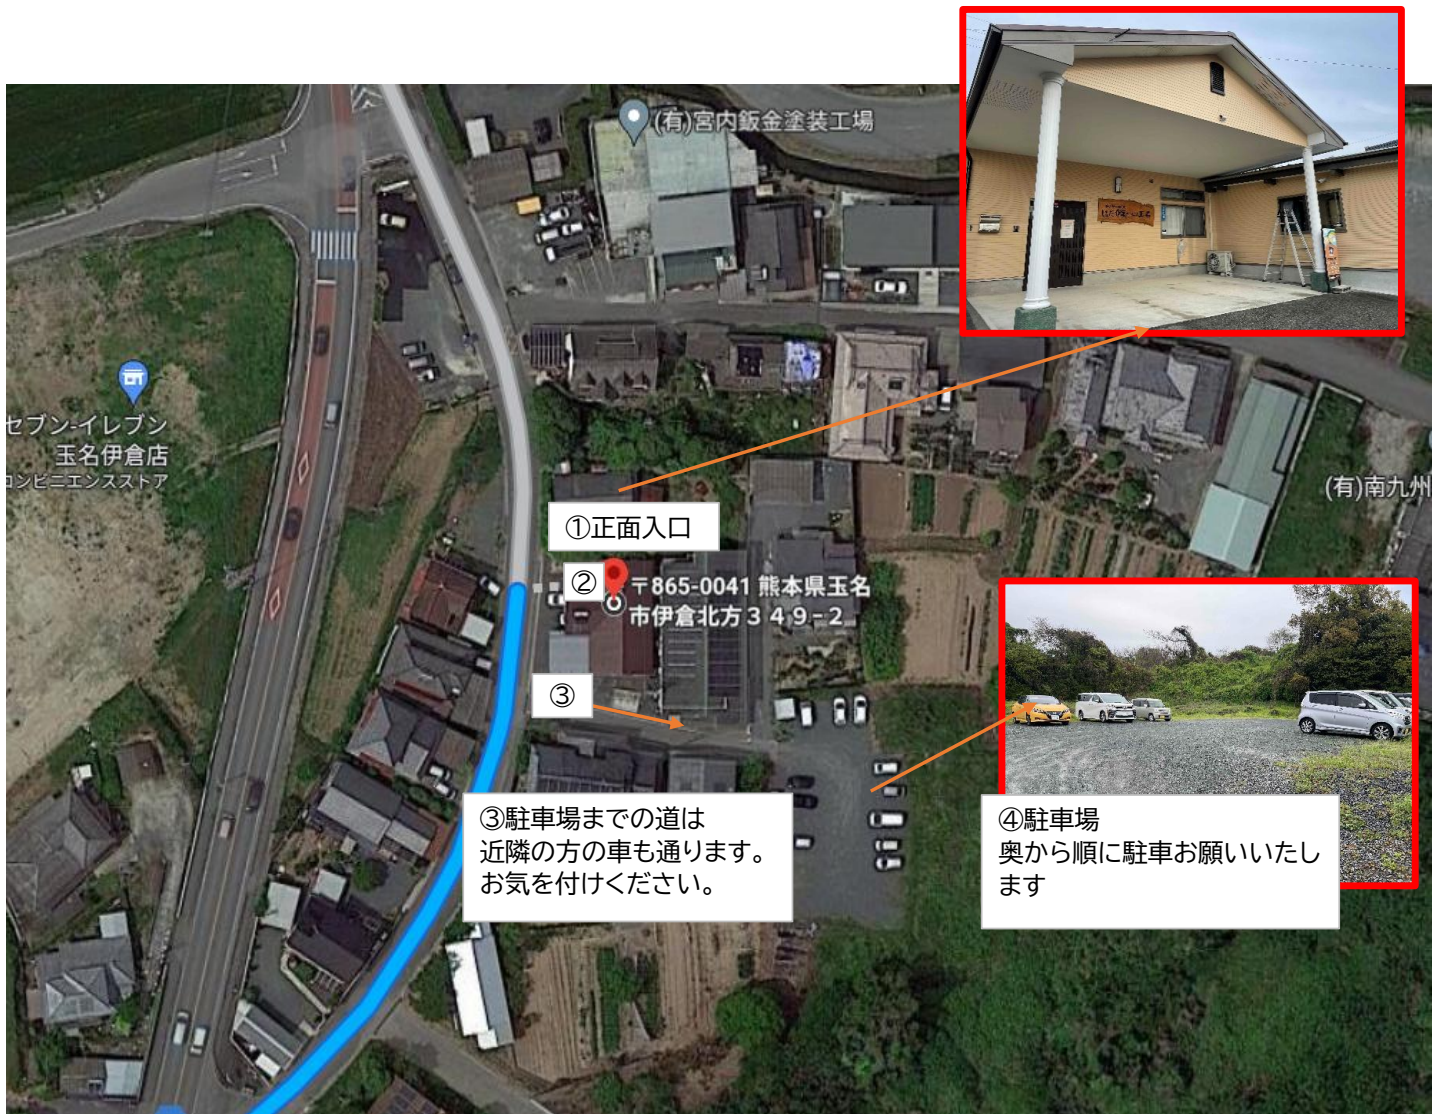 (有)宮内鈑金塗装工場
セブン-イレブン
玉名伊倉店
コンビニエンスストア
(有)南九州
①正面入口
②
〒865-0041 熊本県玉名
市伊倉北方３４９−２
③
③駐車場までの道は
近隣の方の車も通ります。
お気を付けください。
④駐車場
奥から順に駐車お願いいたし
ます